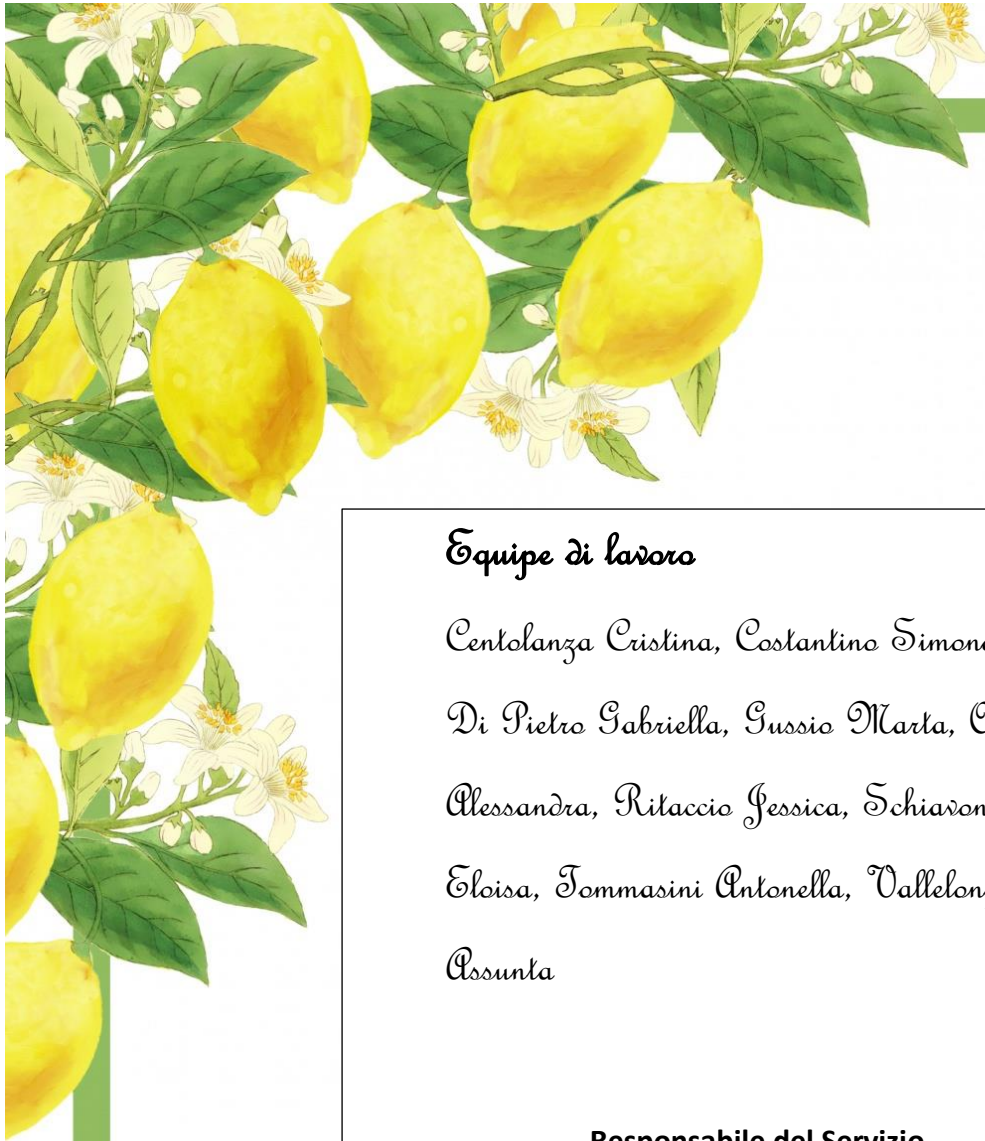 Equipe di lavoro
Centolanza Cristina, Costantino
Di Pietro Gabriella, Gussio Marta,
Alessandra, Ritaccio Jessica,
Eloisa, Tommasini Antonella,
Assunta
Responsabile del Servizio